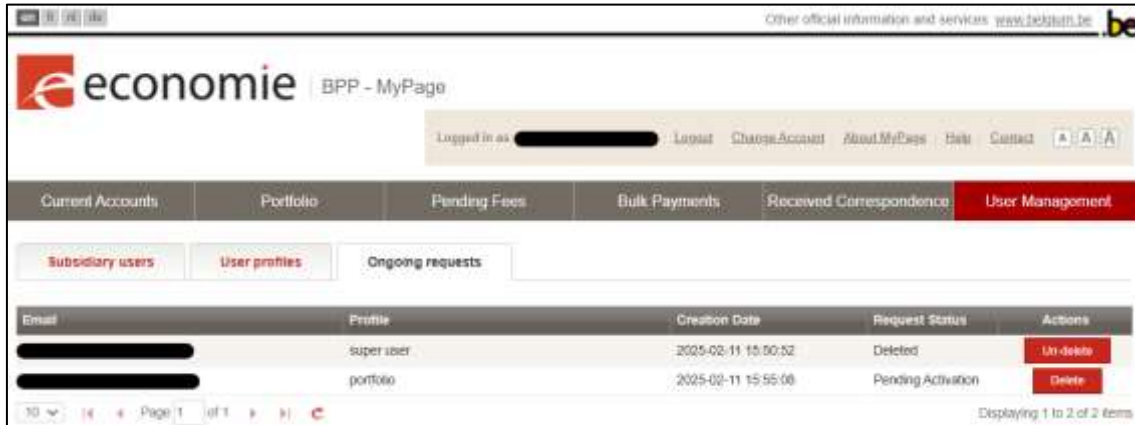 en fr nl de
Other official information and services www.belgium.be .be
e economie BPP - MyPage
Logged in as Logout Change Account About MyPage Help Contact A A A
Current Accounts Portfolio Pending Fees Bulk Payments Received Correspondence User Management
Subsidiary users User profiles Ongoing requests
Email Profile Creation Date Request Status Actions
super user 2025-02-11 15:50:52 Deleted Un-delete
portfolio 2025-02-11 15:55:08 Pending Activation Delete
10 Page 1 of 1 Displaying 1 to 2 of 2 items